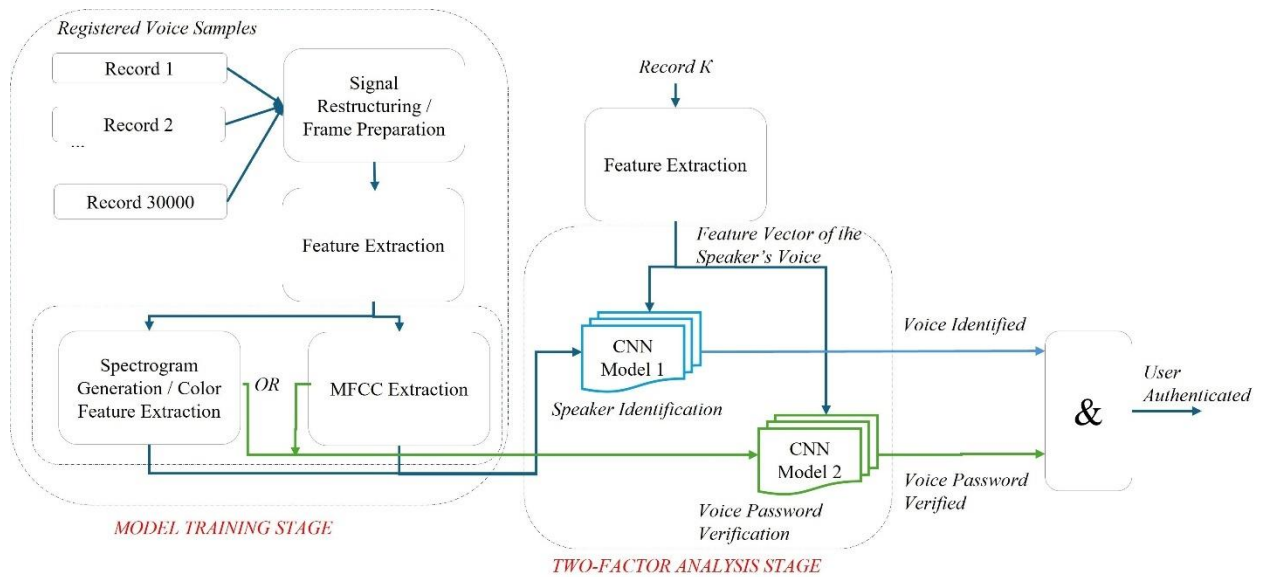 Registered Voice Samples
Record 1
Record 2
...
Record 30000
Signal
Restructuring /
Frame Preparation
Feature Extraction
Spectrogram
Generation / Color
Feature Extraction
OR
MFCC Extraction
MODEL TRAINING STAGE
Record K
Feature Extraction
Feature Vector of the
Speaker's Voice
CNN
Model 1
Speaker Identification
CNN
Model 2
Voice Password
Verification
TWO-FACTOR ANALYSIS STAGE
Voice Identified
Voice Password
Verified
&
User
Authenticated